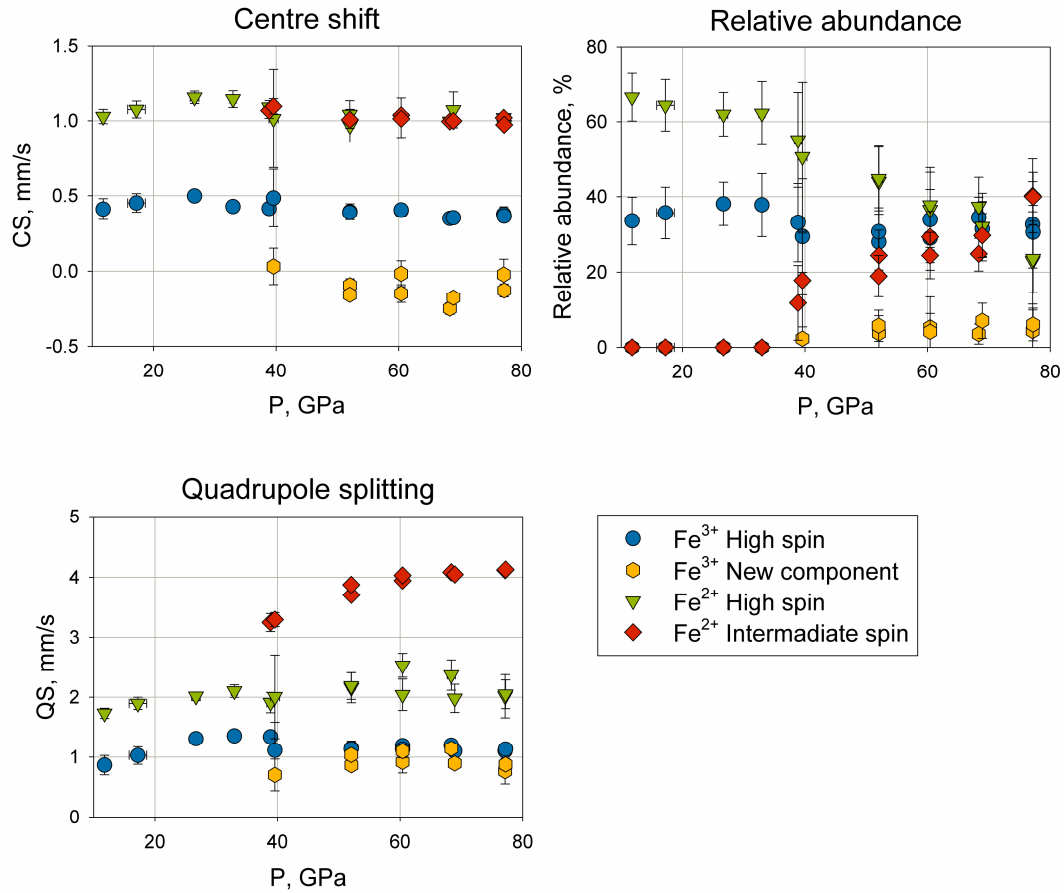 Centre shift
1.5
1.0
0.5
0.0
-0.5
CS, mm/s
20
40
60
80
P, GPa
Relative abundance
80
60
40
20
0
Relative abundance, %
20
40
60
80
P, GPa
Quadrupole splitting
5
4
3
2
1
0
QS, mm/s
20
40
60
80
P, GPa
Fe³⁺ High spin
Fe³⁺ New component
Fe²⁺ High spin
Fe²⁺ Intermadiate spin